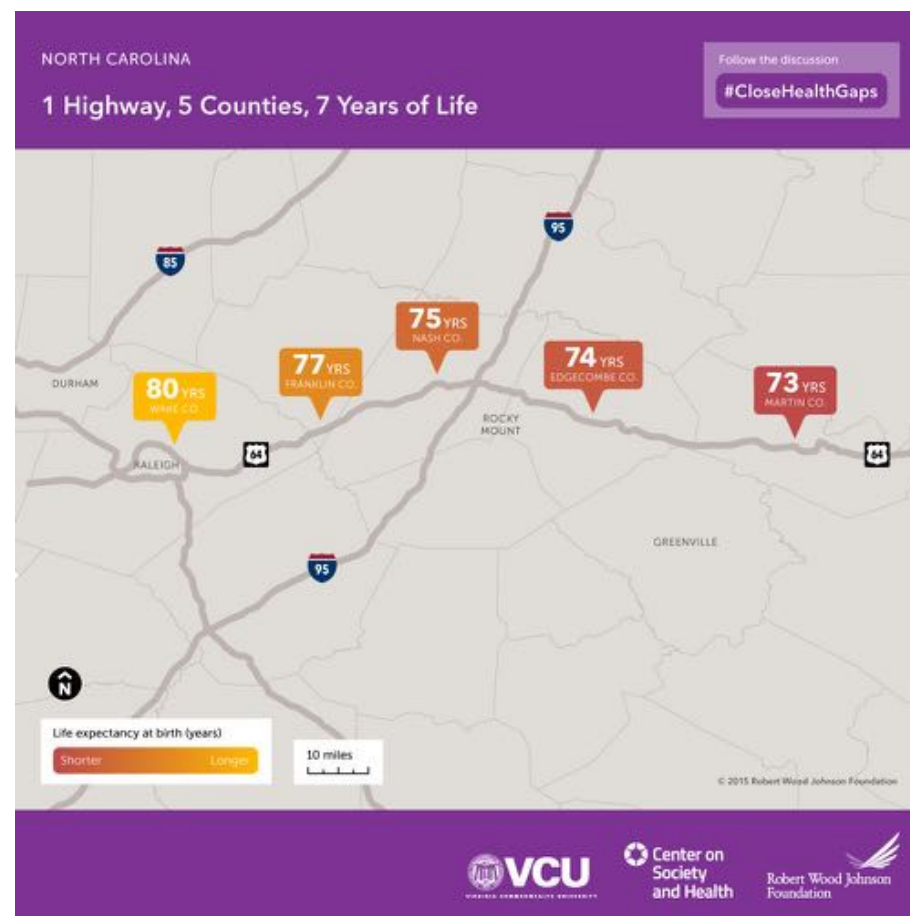 NORTH CAROLINA
1 Highway, 5 Counties, 7 Years of Life
Follow the discussion
#CloseHealthGaps
95
85
75 YRS
NASH CO.
77 YRS
FRANKLIN CO.
74 YRS
EDGECOMBE CO.
80 YRS
WAKE CO.
73 YRS
MARTIN CO.
DURHAM
ROCKY
MOUNT
RALEIGH
64
64
GREENVILLE
95
N
Life expectancy at birth (years)
Shorter
Longer
10 miles
© 2015 Robert Wood Johnson Foundation
VCU
VIRGINIA COMMONWEALTH UNIVERSITY
Center on
Society
and Health
Robert Wood Johnson
Foundation